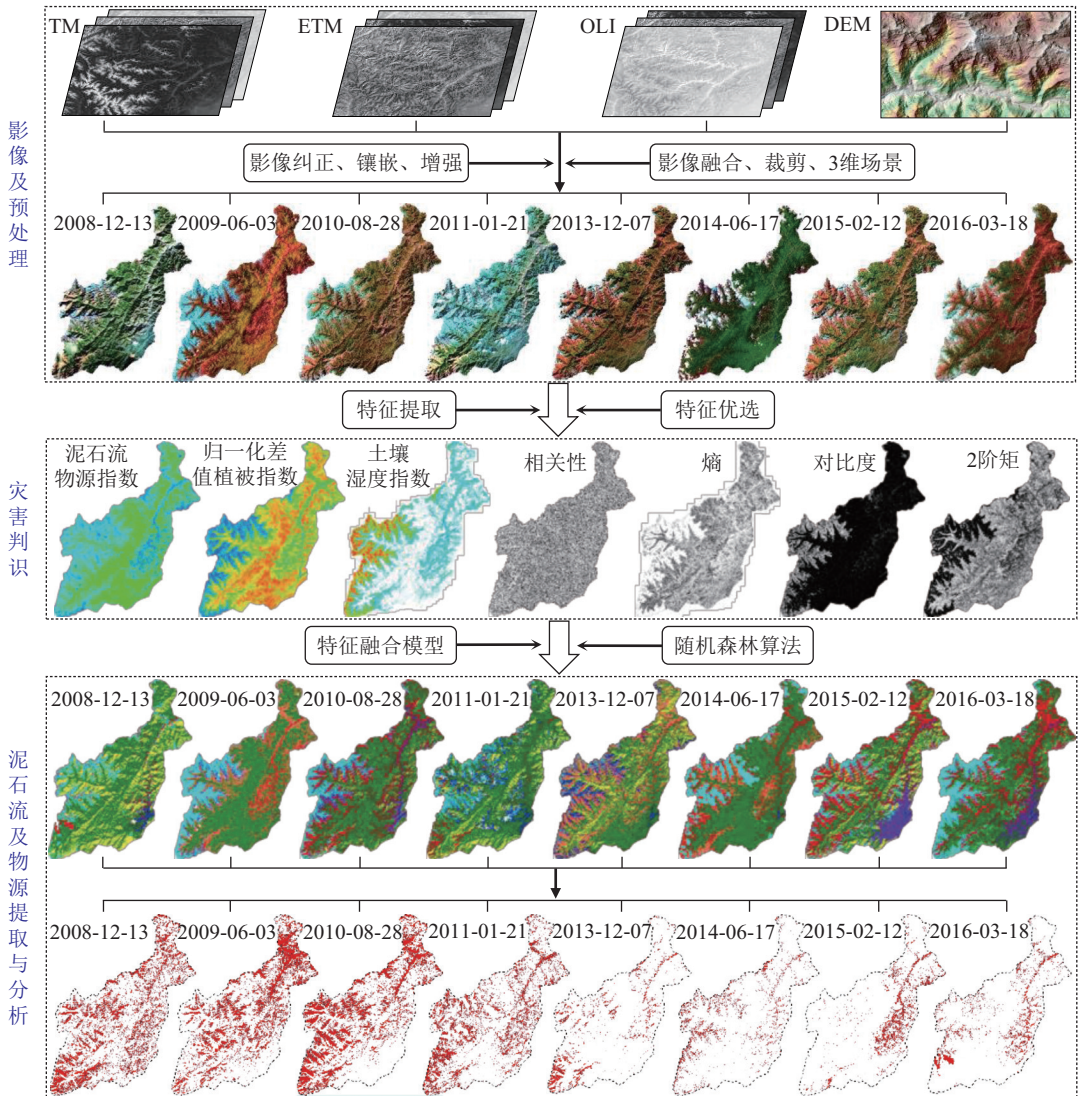 TM
ETM
OLI
DEM
影像及预处理
影像纠正、镶嵌、增强
影像融合、裁剪、3维场景
2008-12-13
2009-06-03
2010-08-28
2011-01-21
2013-12-07
2014-06-17
2015-02-12
2016-03-18
特征提取
特征优选
灾害判识
泥石流
物源指数
归一化差
值植被指数
土壤
湿度指数
相关性
熵
对比度
2阶矩
特征融合模型
随机森林算法
泥石流及物源提取与分析
2008-12-13
2009-06-03
2010-08-28
2011-01-21
2013-12-07
2014-06-17
2015-02-12
2016-03-18
2008-12-13
2009-06-03
2010-08-28
2011-01-21
2013-12-07
2014-06-17
2015-02-12
2016-03-18